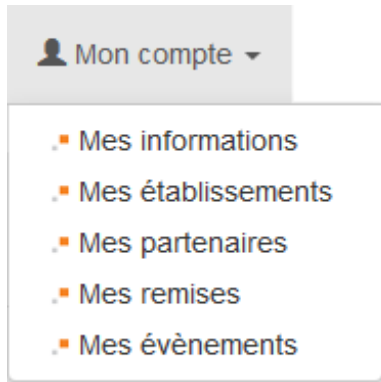 Mon compte
Mes informations
Mes établissements
Mes partenaires
Mes remises
Mes évènements